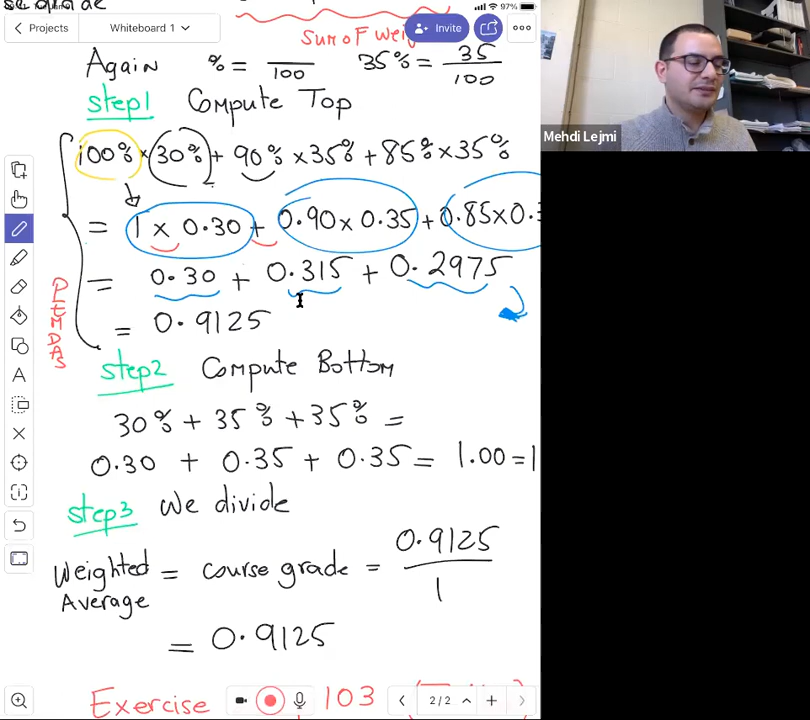 se grade
97%
Projects
Whiteboard 1
Invite
Sum of Wei
Again % = /100 35% = 35/100
step1 Compute Top
100% × 30% + 90% × 35% + 85% × 35%
= 1 × 0.30 + 0.90 × 0.35 + 0.85 × 0.3
= 0.30 + 0.315 + 0.2975
= 0.9125
PEMDAS
step2 Compute Bottom
30% + 35% + 35% =
0.30 + 0.35 + 0.35 = 1.00 = 1
step3 We divide
Weighted Average = course grade = 0.9125/1
= 0.9125
Exercise 103
2/2
Mehdi Lejmi